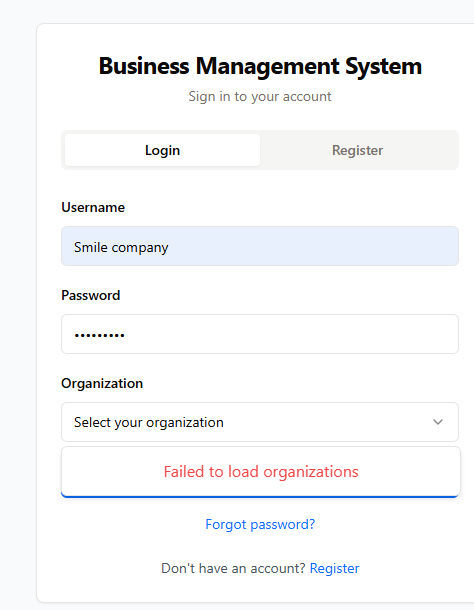 Business Management System
Sign in to your account
Login Register
Username
Smile company
Password
•••••••••
Organization
Select your organization
Failed to load organizations
Forgot password?
Don't have an account? Register